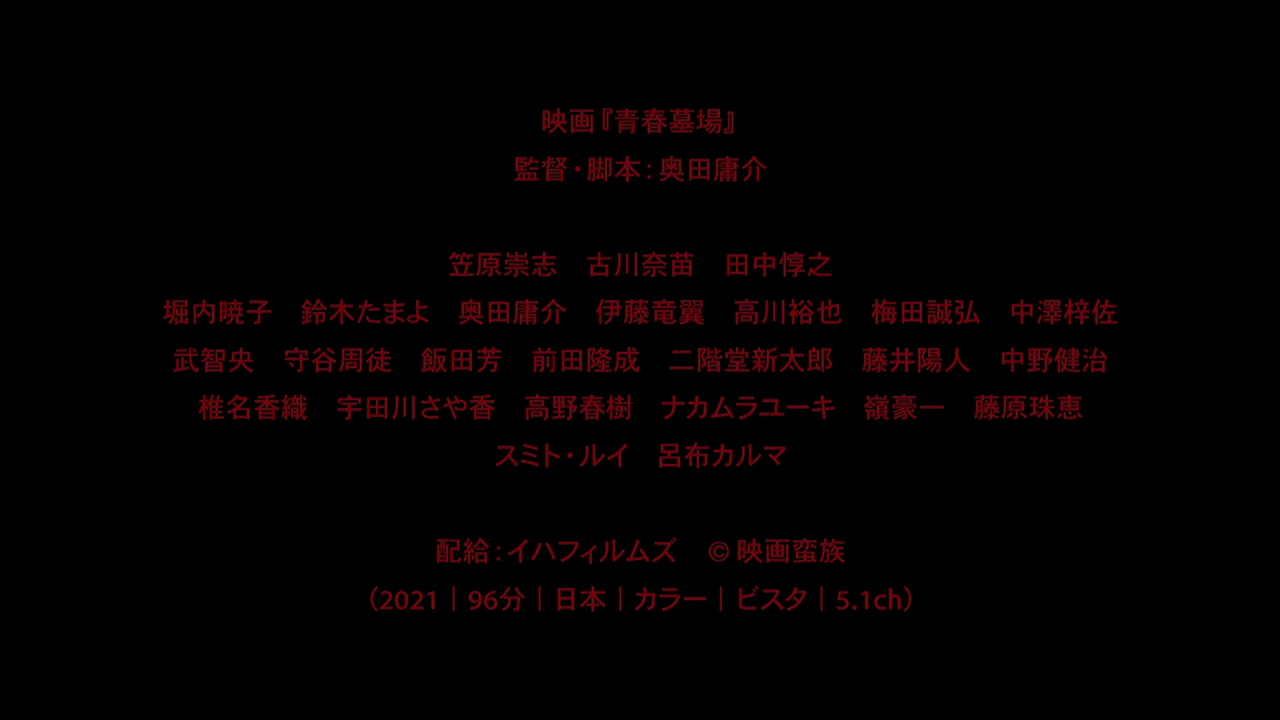 映画『青春墓場』
監督・脚本：奥田庸介
笠原崇志　古川奈苗　田中惇之
堀内暁子　鈴木たまよ　奥田庸介　伊藤竜翼　高川裕也　梅田誠弘　中澤梓佐
武智央　守谷周徒　飯田芳　前田隆成　二階堂新太郎　藤井陽人　中野健治
椎名香織　宇田川さや香　高野春樹　ナカムラユーキ　嶺豪一　藤原珠恵
スミト・ルイ　呂布カルマ
配給：イハフィルムズ　© 映画蛮族
（2021｜96分｜日本｜カラー｜ビスタ｜5.1ch）